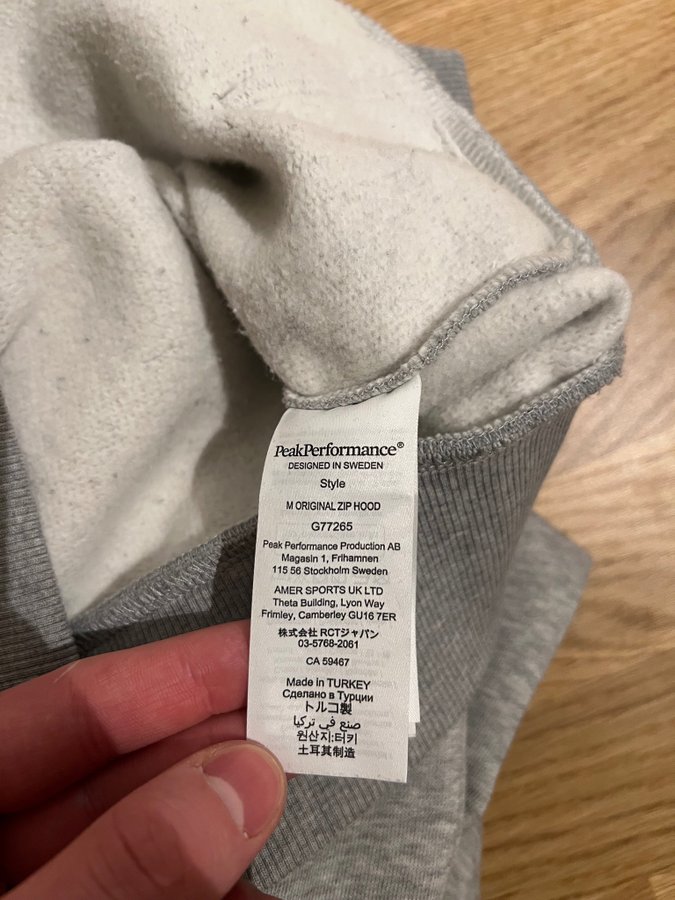 PeakPerformance®
DESIGNED IN SWEDEN
Style
M ORIGINAL ZIP HOOD
G77265
Peak Performance Production AB
Magasin 1, Frihamnen
115 56 Stockholm Sweden
AMER SPORTS UK LTD
Theta Building, Lyon Way
Frimley, Camberley GU16 7ER
株式会社 RCTジャパン
03-5768-2061
CA 59467
Made in TURKEY
Сделано в Турции
トルコ製
صنع في تركيا
원산지:터키
土耳其制造